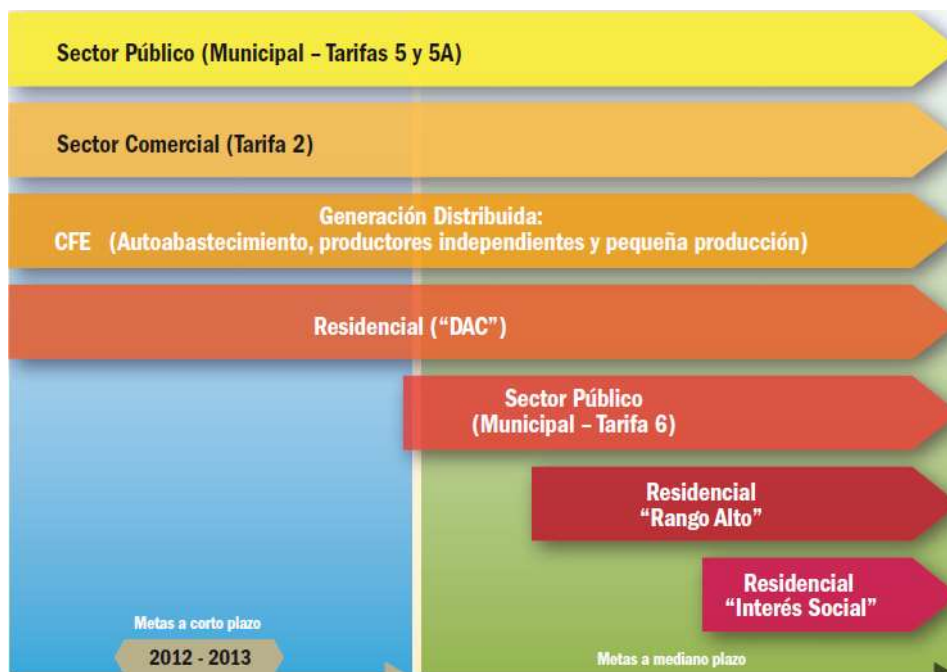 Sector Público (Municipal – Tarifas 5 y 5A)
Sector Comercial (Tarifa 2)
Generación Distribuida:
CFE (Autoabastecimiento, productores independientes y pequeña producción)
Residencial (“DAC”)
Sector Público
(Municipal – Tarifa 6)
Residencial
“Rango Alto”
Residencial
“Interés Social”
Metas a corto plazo
2012 - 2013
Metas a mediano plazo